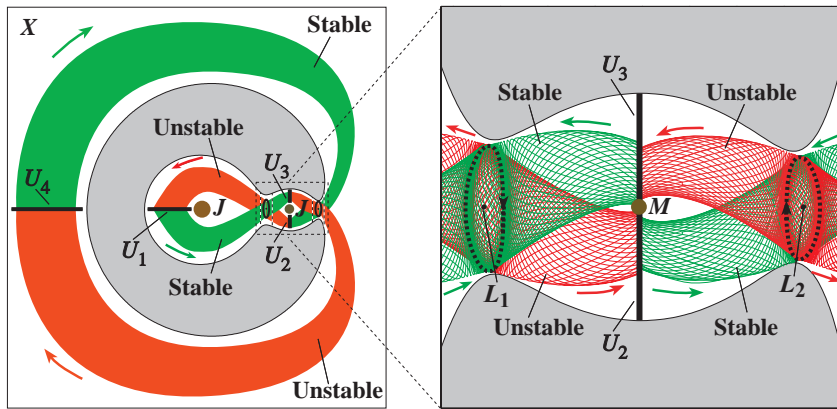 X
Stable
Unstable
U4
U3
J
J
U1
U2
Stable
Unstable
U3
Stable
Unstable
M
L1
L2
Unstable
Stable
U2